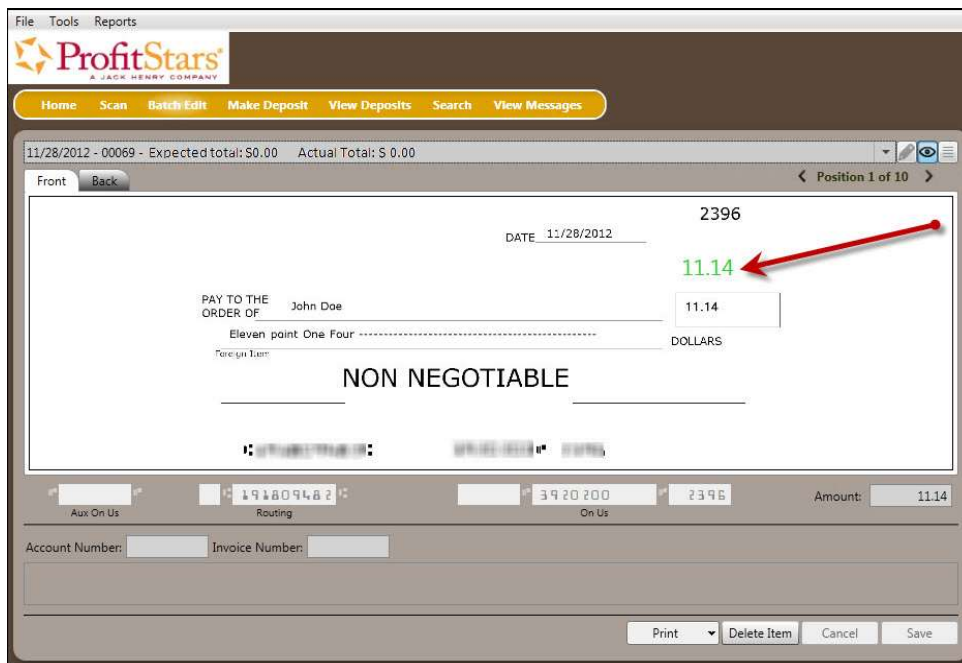 File Tools Reports
ProfitStars®
A JACK HENRY COMPANY
Home Scan Batch Edit Make Deposit View Deposits Search View Messages
11/28/2012 - 00069 - Expected total: $0.00 Actual Total: $ 0.00
Front Back Position 1 of 10
2396
DATE 11/28/2012
11.14
PAY TO THE
ORDER OF John Doe 11.14
Eleven point One Four ------------------------------------------------ DOLLARS
Foreign Item
NON NEGOTIABLE
191809482 3920200 2396 Amount: 11.14
Aux On Us Routing On Us
Account Number: Invoice Number:
Print Delete Item Cancel Save